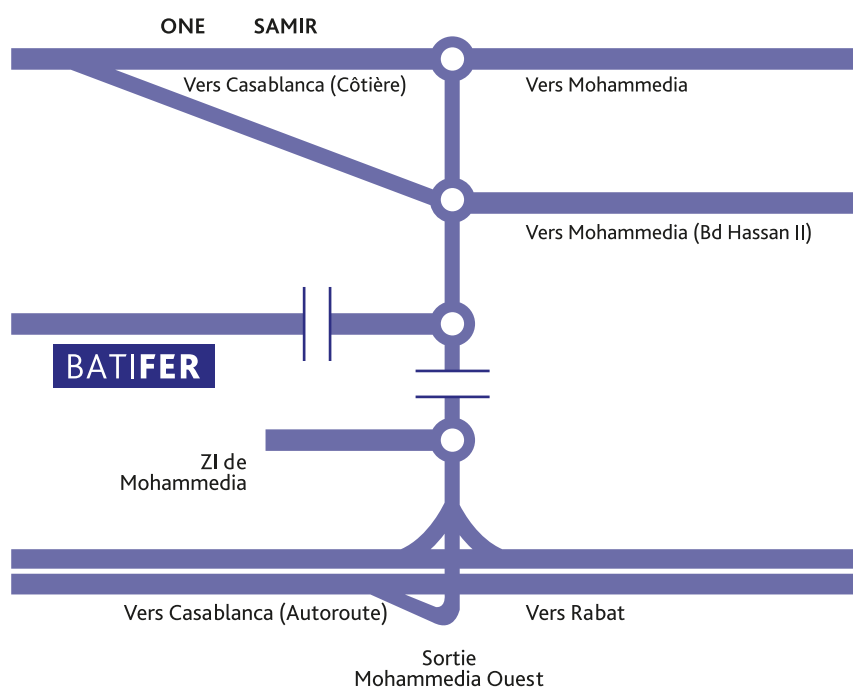 ONE SAMIR
Vers Casablanca (Côtière)
Vers Mohammedia
Vers Mohammedia (Bd Hassan II)
BATIFER
ZI de
Mohammedia
Vers Casablanca (Autoroute)
Vers Rabat
Sortie
Mohammedia Ouest